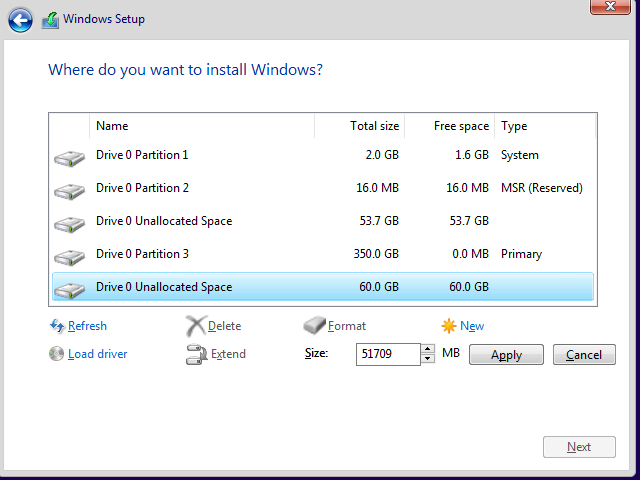 Windows Setup
Where do you want to install Windows?
Name Total size Free space Type
Drive 0 Partition 1 2.0 GB 1.6 GB System
Drive 0 Partition 2 16.0 MB 16.0 MB MSR (Reserved)
Drive 0 Unallocated Space 53.7 GB 53.7 GB
Drive 0 Partition 3 350.0 GB 0.0 MB Primary
Drive 0 Unallocated Space 60.0 GB 60.0 GB
Refresh Delete Format New
Load driver Extend Size: 51709 MB Apply Cancel
Next